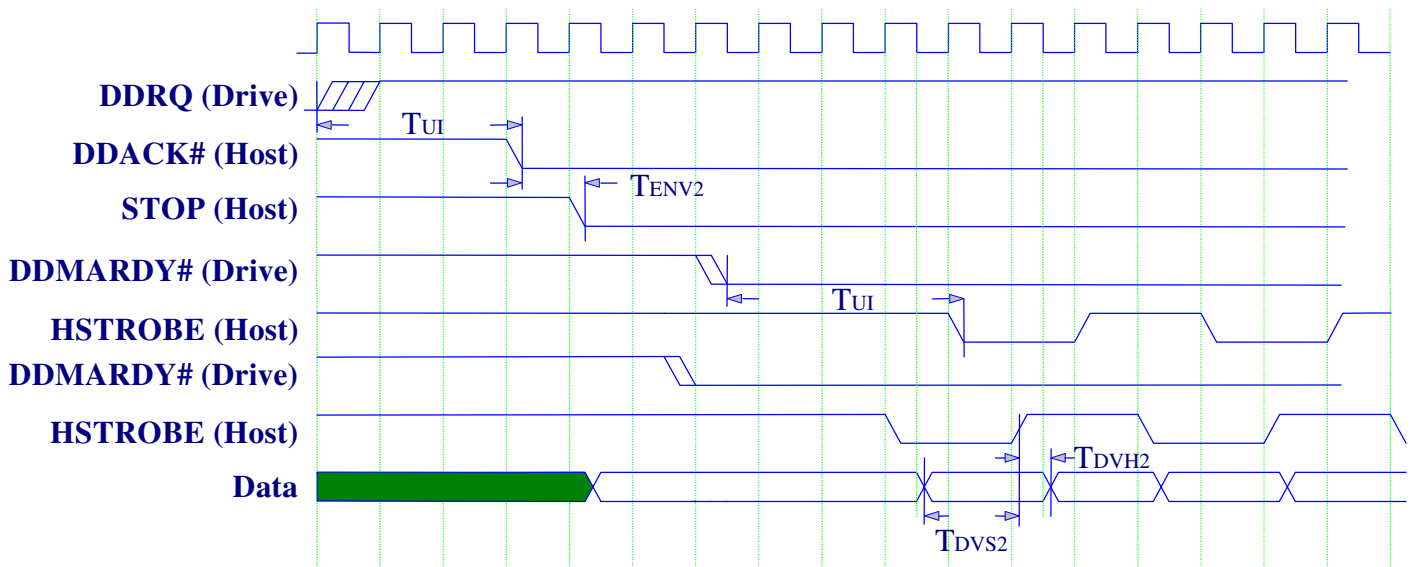 DDRQ (Drive)
TUI
DDACK# (Host)
TENV2
STOP (Host)
DDMARDY# (Drive)
TUI
HSTROBE (Host)
DDMARDY# (Drive)
HSTROBE (Host)
TDVH2
Data
TDVS2